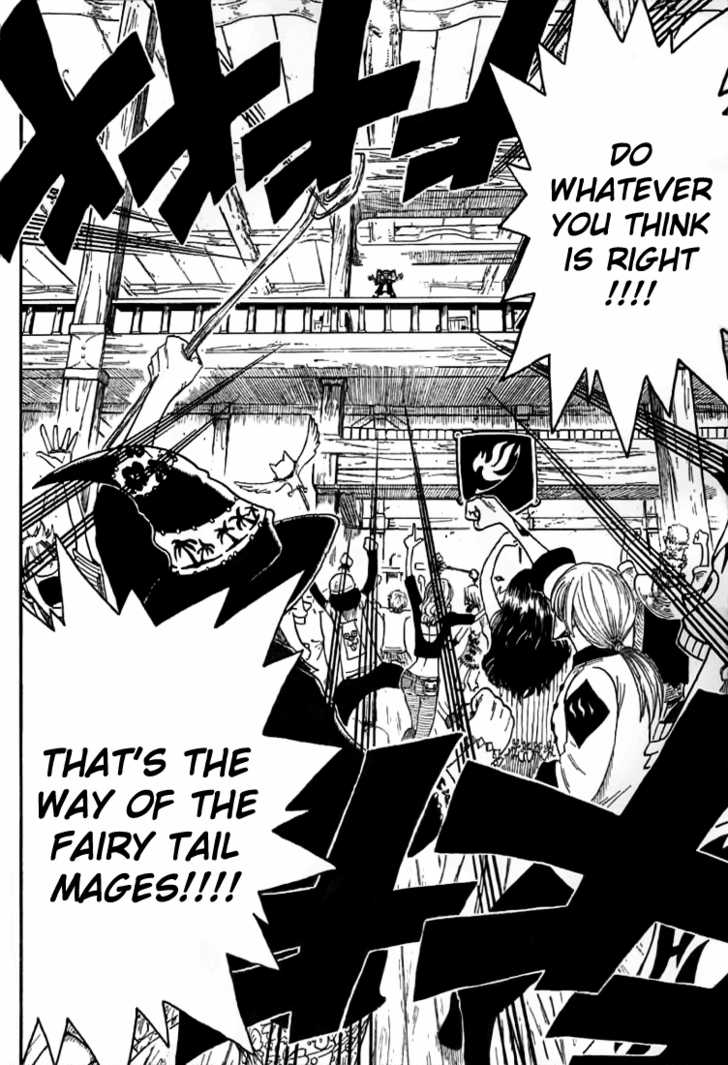 DO
WHATEVER
YOU THINK
IS RIGHT
!!!!
THAT'S THE
WAY OF THE
FAIRY TAIL
MAGES!!!!